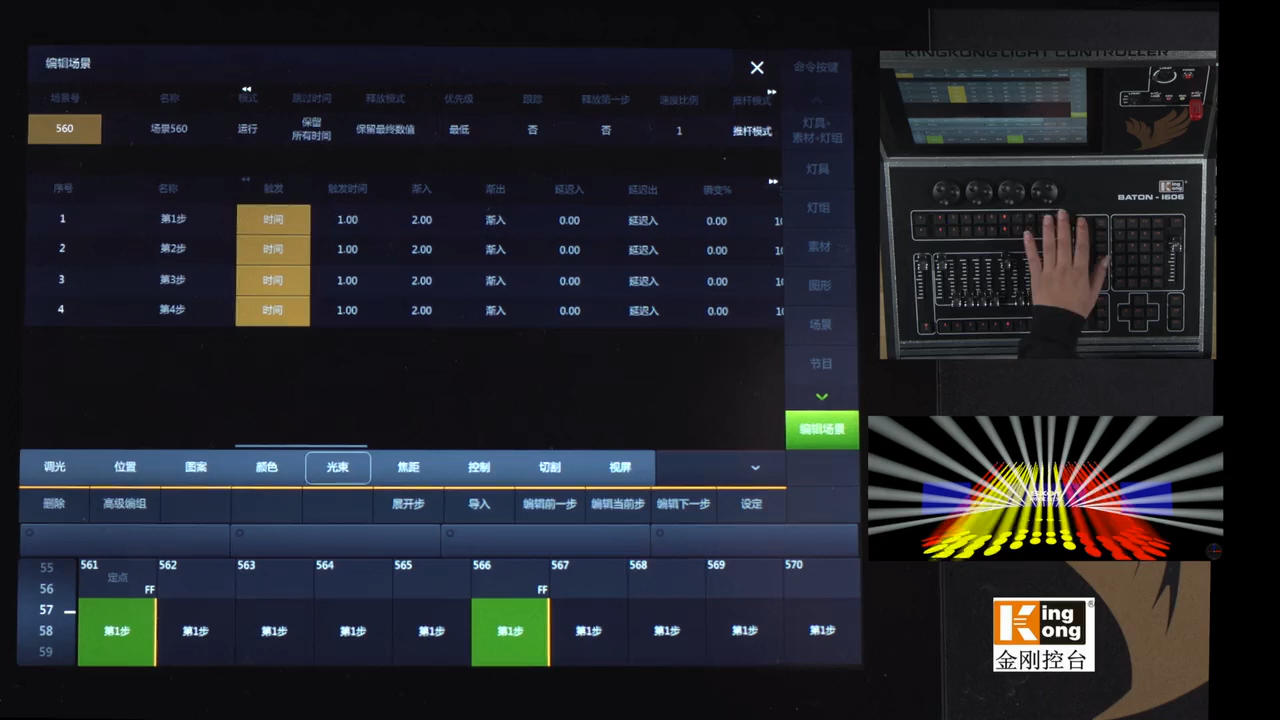 编辑场景
命令按键
场景号 名称 模式 跳过时间 释放模式 优先级 跟踪 释放第一步 速度比例 推杆模式
560 场景560 运行 保留 所有时间 保留最终数值 最低 否 否 1 推杆模式
序号 名称 触发 触发时间 渐入 渐出 延迟入 延迟出 瞬变%
1 第1步 时间 1.00 2.00 渐入 0.00 延迟入 0.00
2 第2步 时间 1.00 2.00 渐入 0.00 延迟入 0.00
3 第3步 时间 1.00 2.00 渐入 0.00 延迟入 0.00
4 第4步 时间 1.00 2.00 渐入 0.00 延迟入 0.00
灯具+
素材+灯组
灯具
灯组
素材
图形
场景
节目
编辑场景
调光 位置 图案 颜色 光束 焦距 控制 切割 视屏
删除 高级编组 展开步 导入 编辑前一步 编辑当前步 编辑下一步 设定
55 561 562 563 564 565 566 567 568 569 570
定点
56 FF FF
57
58 第1步 第1步 第1步 第1步 第1步 第1步 第1步 第1步 第1步 第1步
59
KINGKONG LIGHT CONTROLLER
King Kong
BATON - I606
King Kong ®
金刚控台